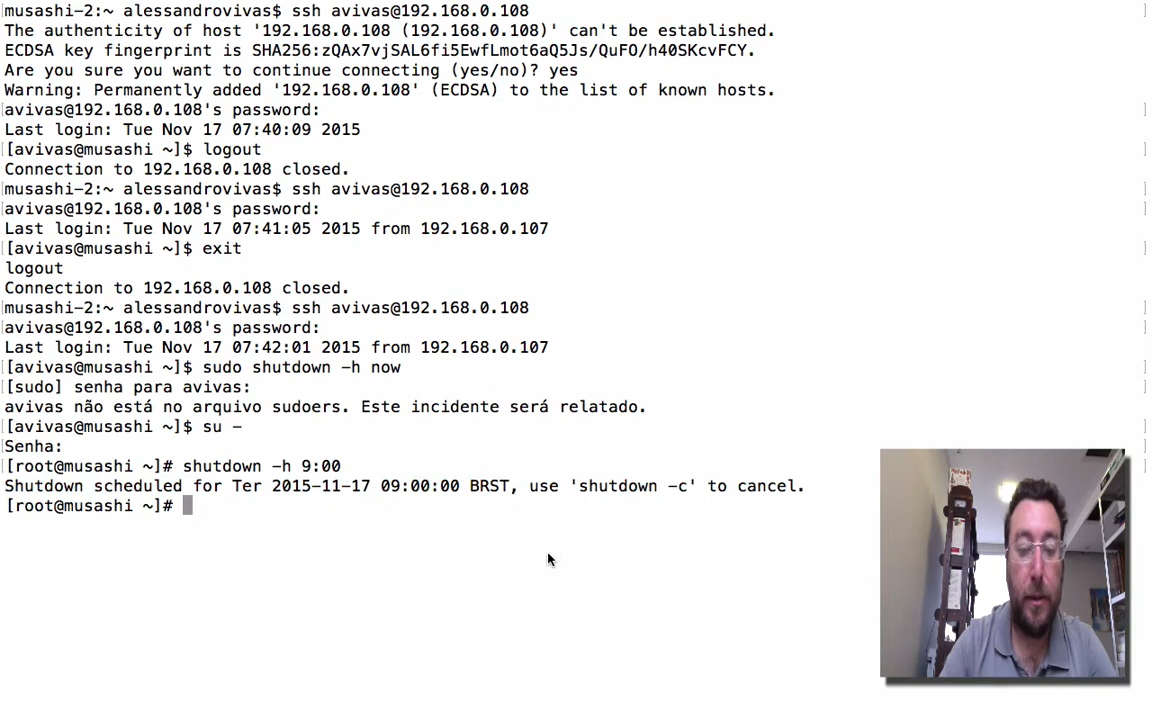 musashi-2:~ alessandrovivas$ ssh avivas@192.168.0.108
The authenticity of host '192.168.0.108 (192.168.0.108)' can't be established.
ECDSA key fingerprint is SHA256:zQAx7vjSAL6fi5EwfLmot6aQ5Js/QuFO/h40SKcvFCY.
Are you sure you want to continue connecting (yes/no)? yes
Warning: Permanently added '192.168.0.108' (ECDSA) to the list of known hosts.
avivas@192.168.0.108's password:
Last login: Tue Nov 17 07:40:09 2015
[avivas@musashi ~]$ logout
Connection to 192.168.0.108 closed.
musashi-2:~ alessandrovivas$ ssh avivas@192.168.0.108
avivas@192.168.0.108's password:
Last login: Tue Nov 17 07:41:05 2015 from 192.168.0.107
[avivas@musashi ~]$ exit
logout
Connection to 192.168.0.108 closed.
musashi-2:~ alessandrovivas$ ssh avivas@192.168.0.108
avivas@192.168.0.108's password:
Last login: Tue Nov 17 07:42:01 2015 from 192.168.0.107
[avivas@musashi ~]$ sudo shutdown -h now
[sudo] senha para avivas:
avivas não está no arquivo sudoers. Este incidente será relatado.
[avivas@musashi ~]$ su -
Senha:
[root@musashi ~]# shutdown -h 9:00
Shutdown scheduled for Ter 2015-11-17 09:00:00 BRST, use 'shutdown -c' to cancel.
[root@musashi ~]#